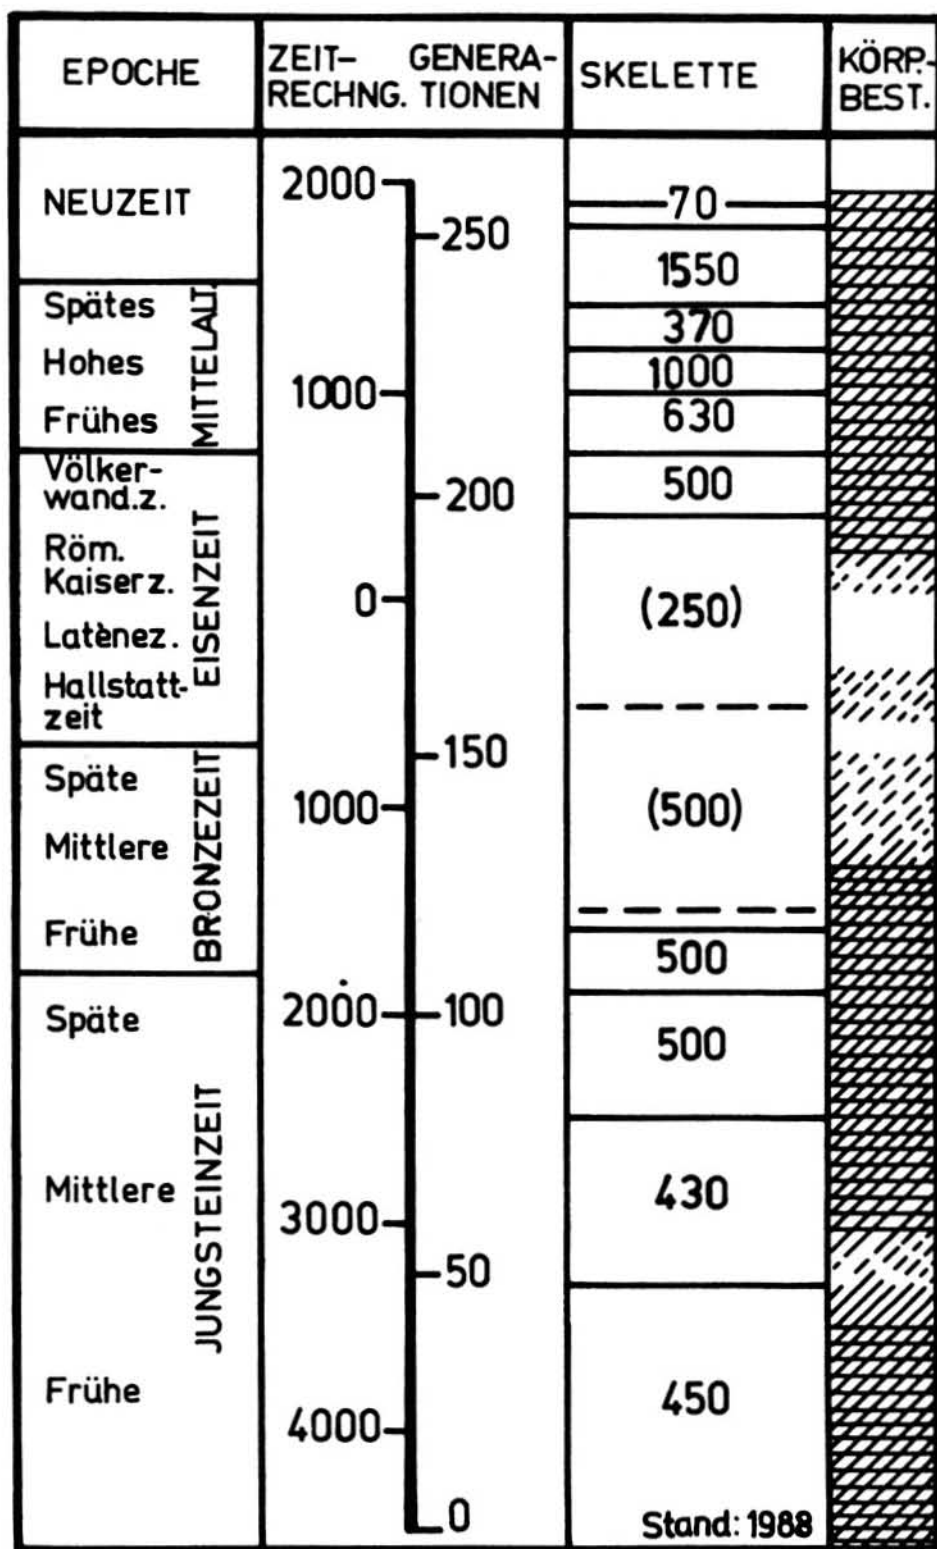 EPOCHE
ZEIT-
RECHNG.
GENERA-
TIONEN
SKELETTE
KÖRP.-
BEST.
NEUZEIT
Spätes
Hohes
Frühes
MITTELALT.
Völker-
wand.z.
Röm.
Kaiserz.
Latènez.
Hallstatt-
zeit
EISENZEIT
Späte
Mittlere
Frühe
BRONZEZEIT
Späte
Mittlere
Frühe
JUNGSTEINZEIT
2000
1000
0
1000
2000
3000
4000
250
200
150
100
50
0
70
1550
370
1000
630
500
(250)
(500)
500
500
430
450
Stand: 1988